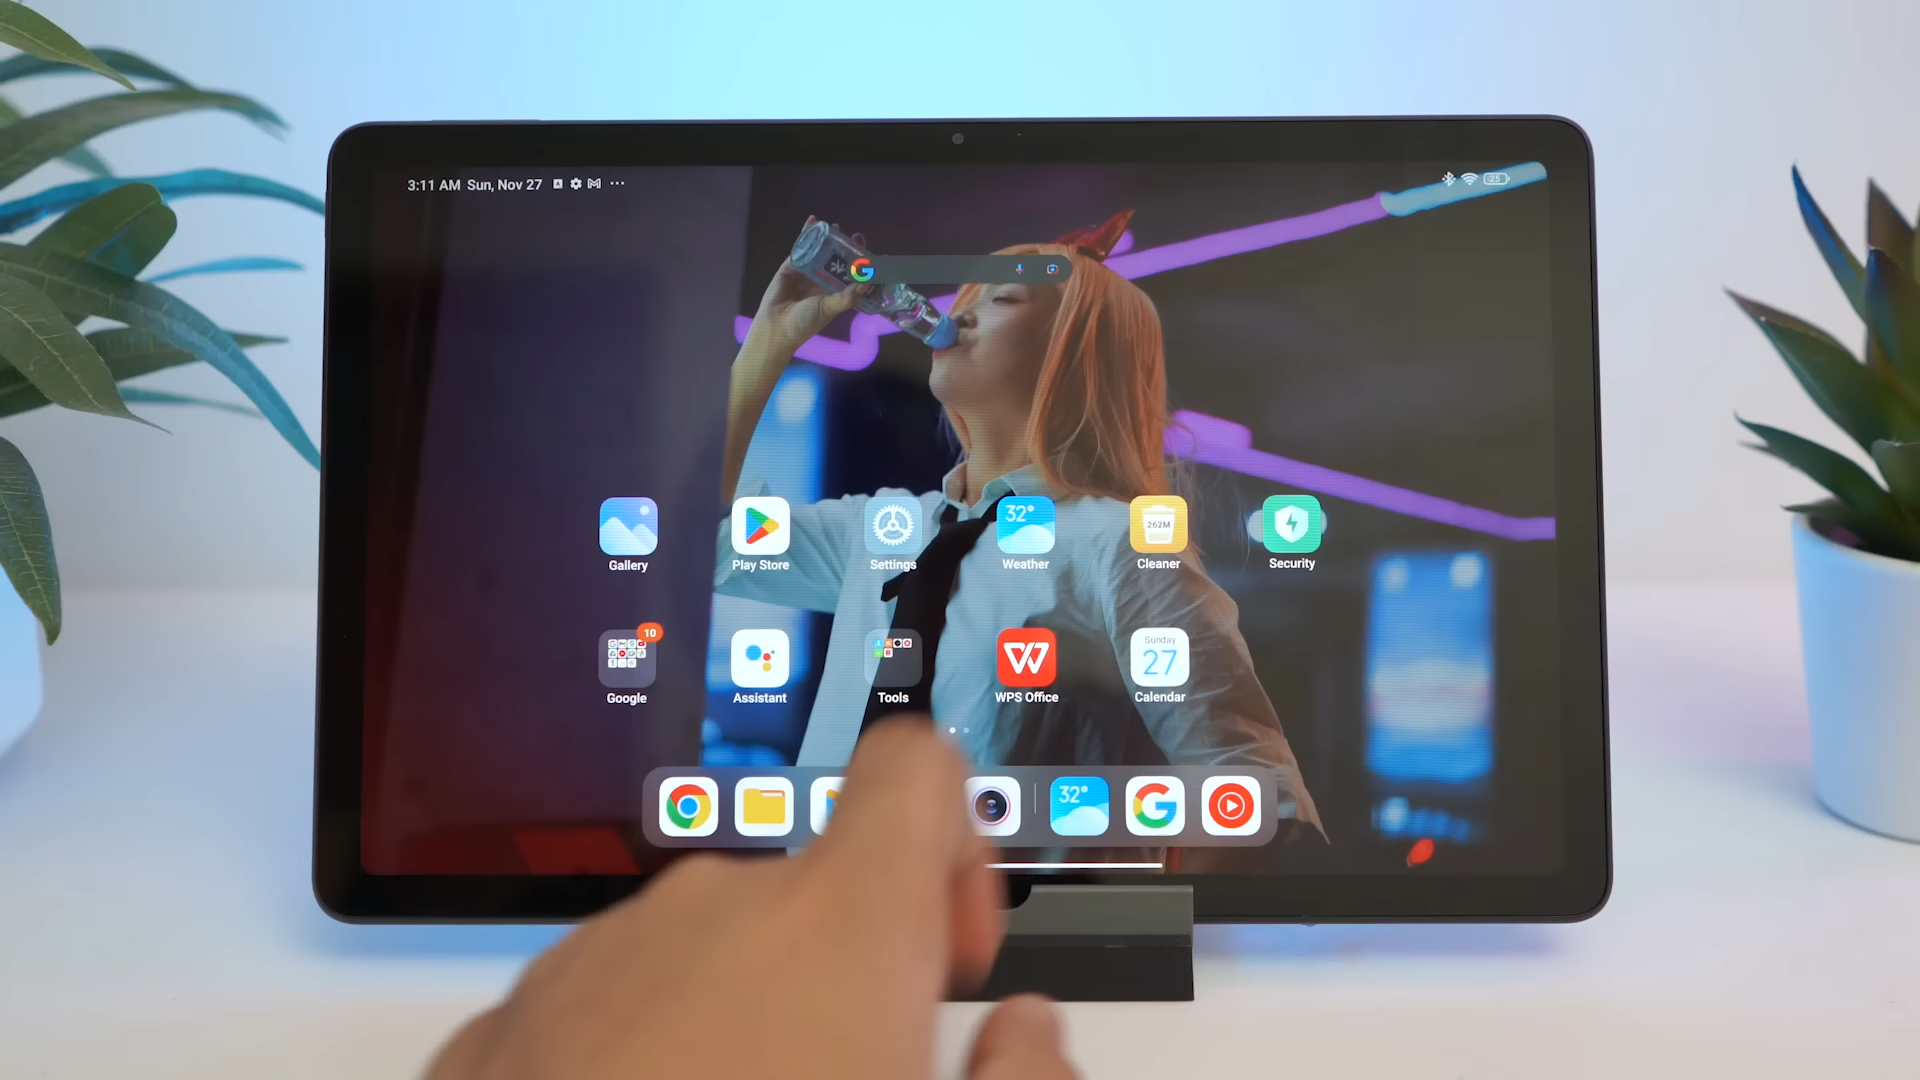 3:11 AM Sun, Nov 27
25
32°
262M
Gallery
Play Store
Settings
Weather
Cleaner
Security
10
Sunday
27
Google
Assistant
Tools
WPS Office
Calendar
32°